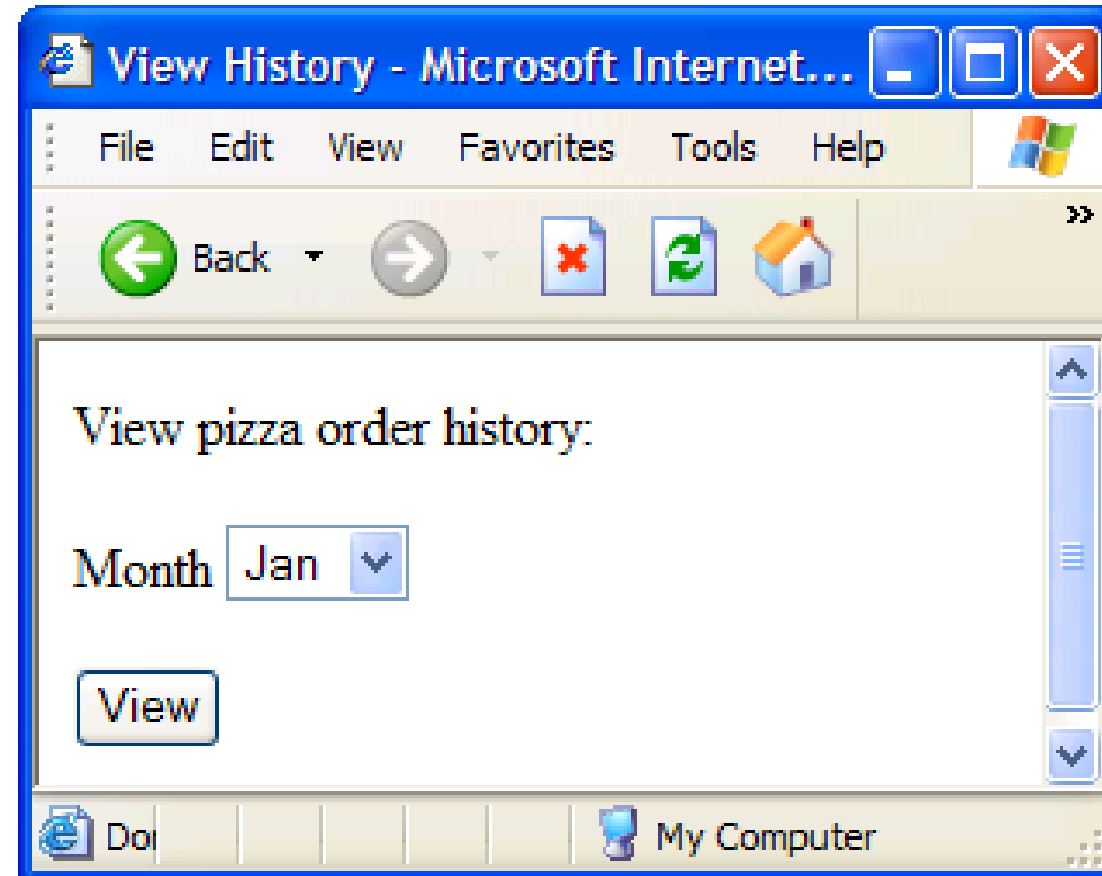 View History - Microsoft Internet...
File Edit View Favorites Tools Help
Back »
View pizza order history:
Month Jan
View
My Computer